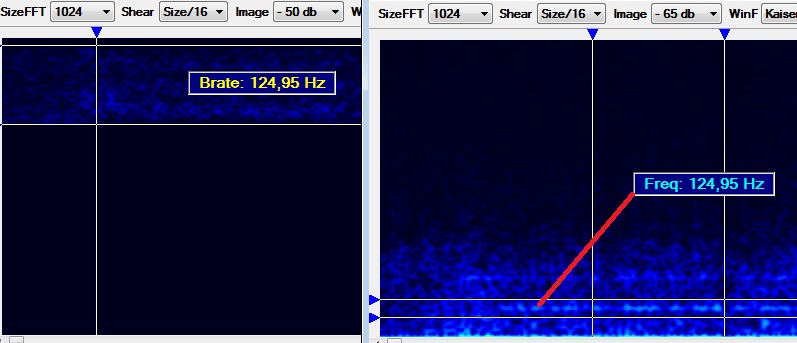 SizeFFT 1024 Shear Size/16 Image - 50 db W
Brate: 124,95 Hz
SizeFFT 1024 Shear Size/16 Image - 65 db WinF Kaiser
Freq: 124,95 Hz